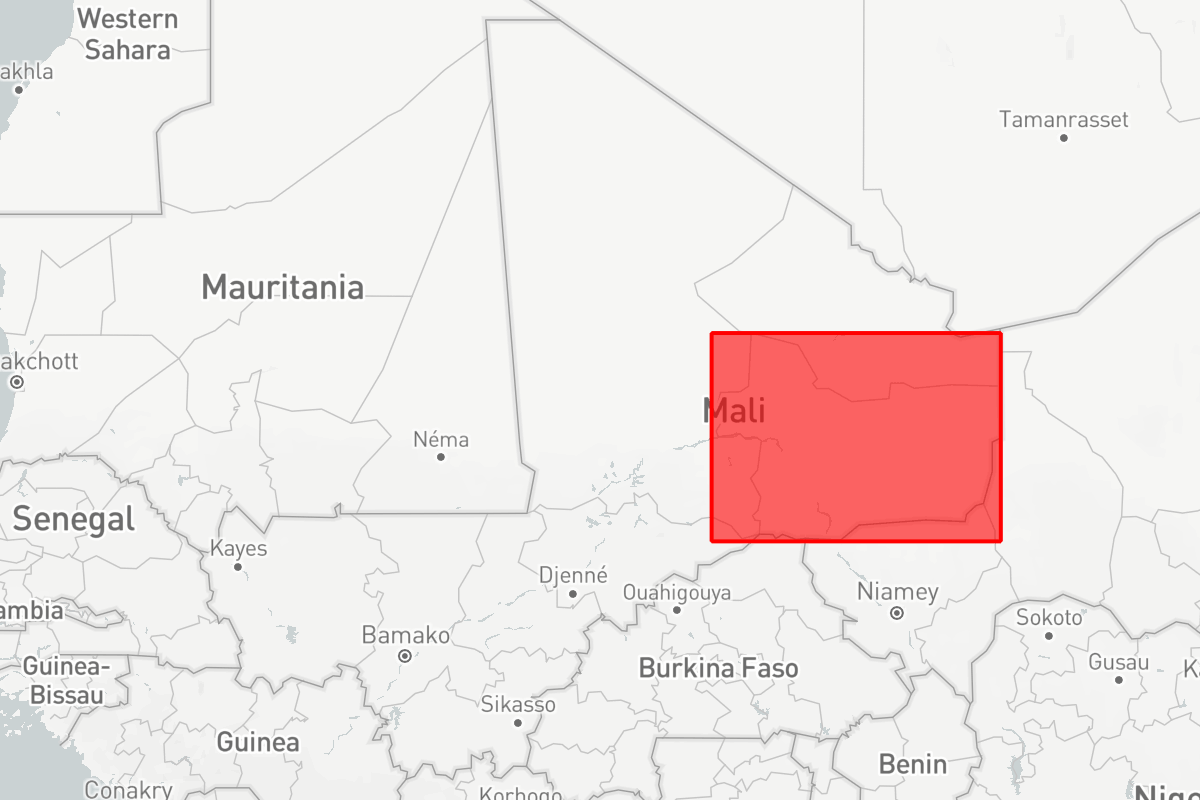 Western
Sahara
akhla
Tamanrasset
Mauritania
akchott
Mali
Néma
Senegal
Kayes
Djenné
Ouahigouya
Niamey
ambia
Sokoto
Bamako
Guinea-
Bissau
Burkina Faso
Gusau
K
Sikasso
Guinea
Benin
Conakry
Korhogo
Nige